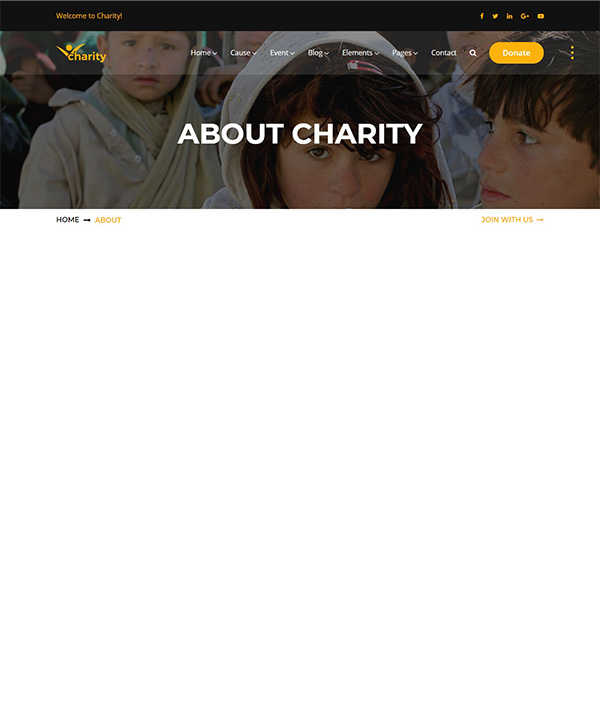 Welcome to Charity!
charity
Home Cause Event Blog Elements Pages Contact Donate
ABOUT CHARITY
HOME ABOUT JOIN WITH US